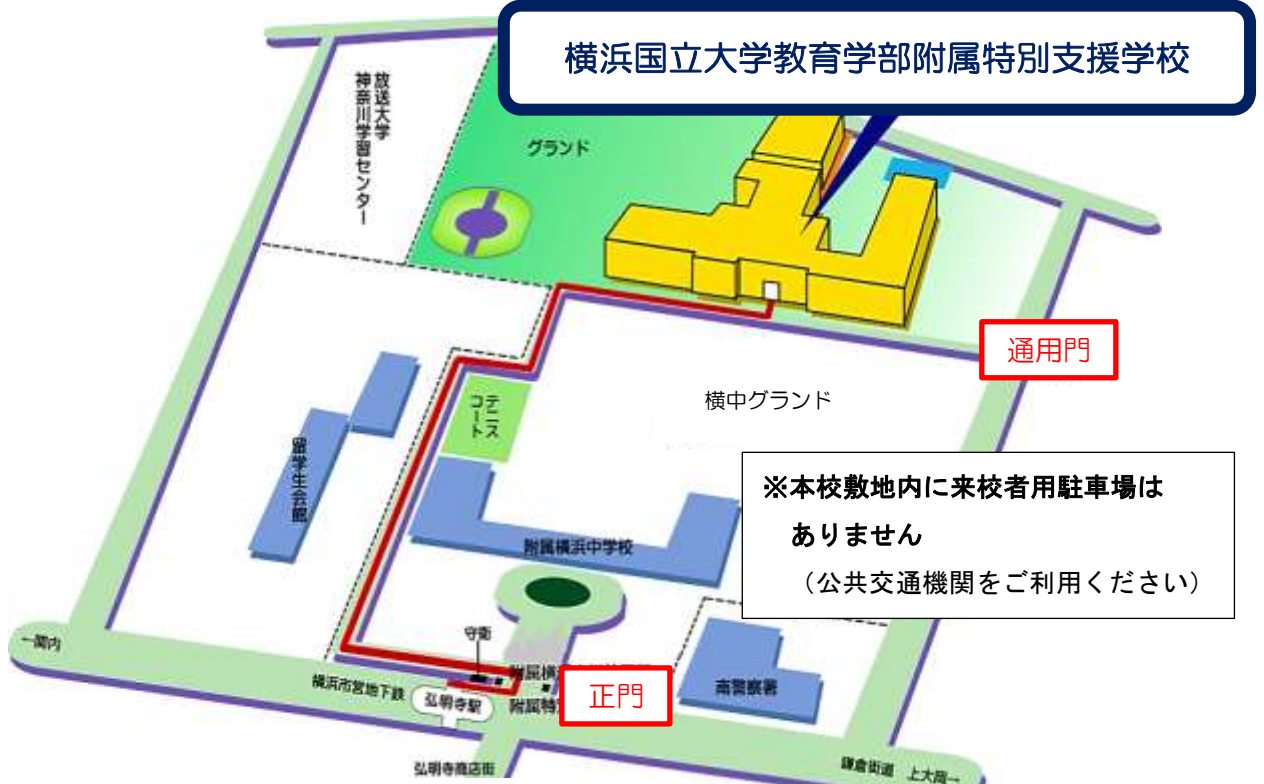 横浜国立大学教育学部附属特別支援学校
放送大学
神奈川学習センター
グランド
通用門
横中グランド
テニス
コート
留学生会館
※本校敷地内に来校者用駐車場は
ありません
（公共交通機関をご利用ください）
附属横浜中学校
守衛
←関内
横浜市営地下鉄
弘明寺駅
附属横
附属特
正門
南警察署
弘明寺商店街
鎌倉街道
上大岡→